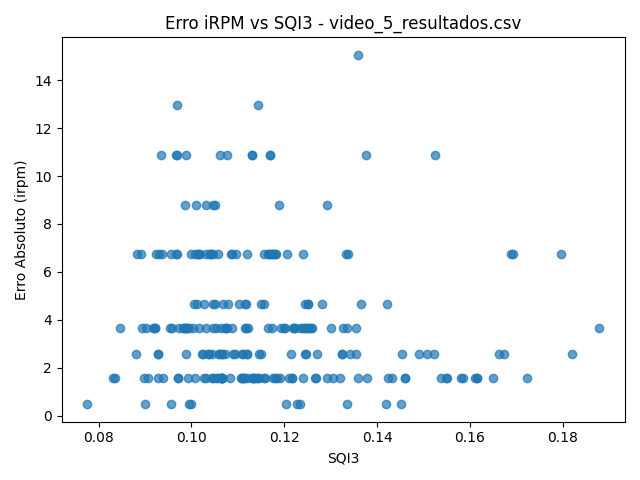 Erro iRPM vs SQI3 - video_5_resultados.csv
Erro Absoluto (irpm)
14
12
10
8
6
4
2
0
0.08 0.10 0.12 0.14 0.16 0.18
SQI3